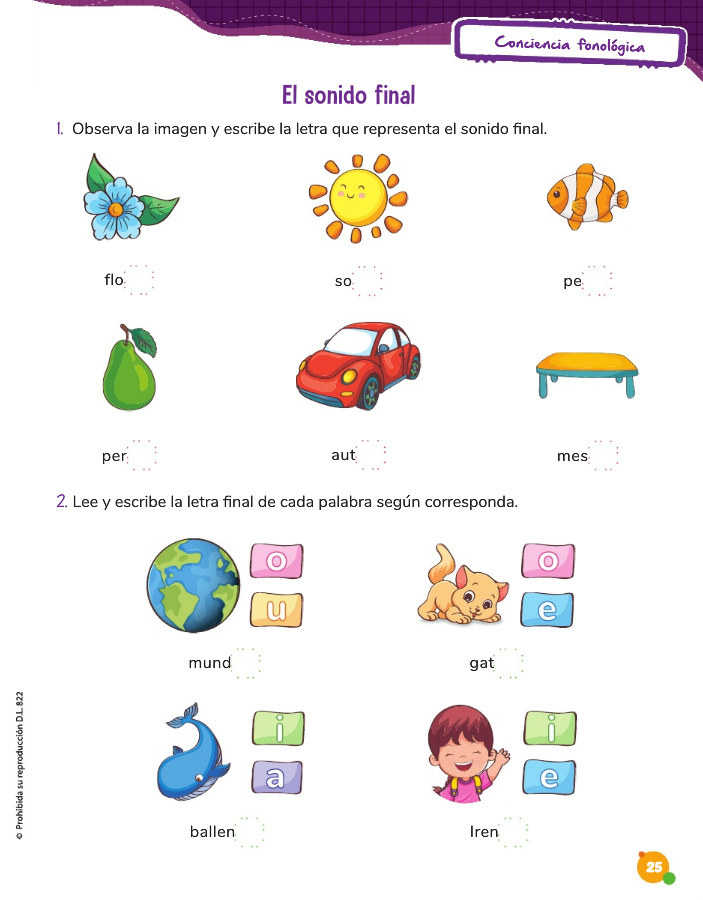 Conciencia fonológica
El sonido final
1. Observa la imagen y escribe la letra que representa el sonido final.
flo so pe
per aut mes
2. Lee y escribe la letra final de cada palabra según corresponda.
o o
u e
mund gat
i i
a e
ballen Iren
© Prohibida su reproducción D.L. 822
25